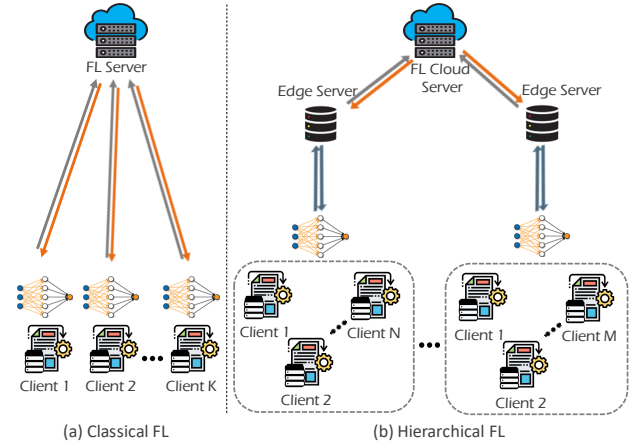 FL Server
Client 1
Client 2
Client K
(a) Classical FL
FL Cloud
Server
Edge Server
Edge Server
Client 1
Client N
Client 2
Client 1
Client M
Client 2
(b) Hierarchical FL